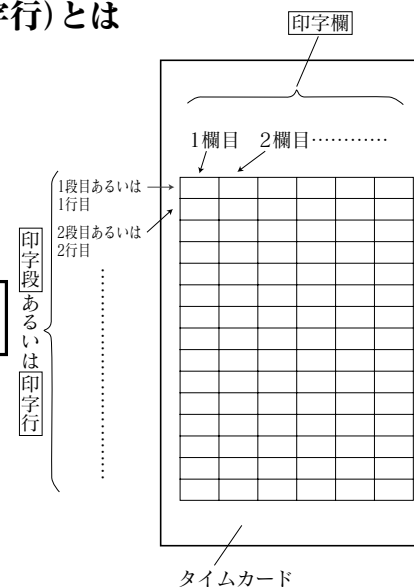 字行)とは
印字欄
1欄目 2欄目…………
1段目あるいは
1行目
2段目あるいは
2行目
印字段あるいは印字行
タイムカード